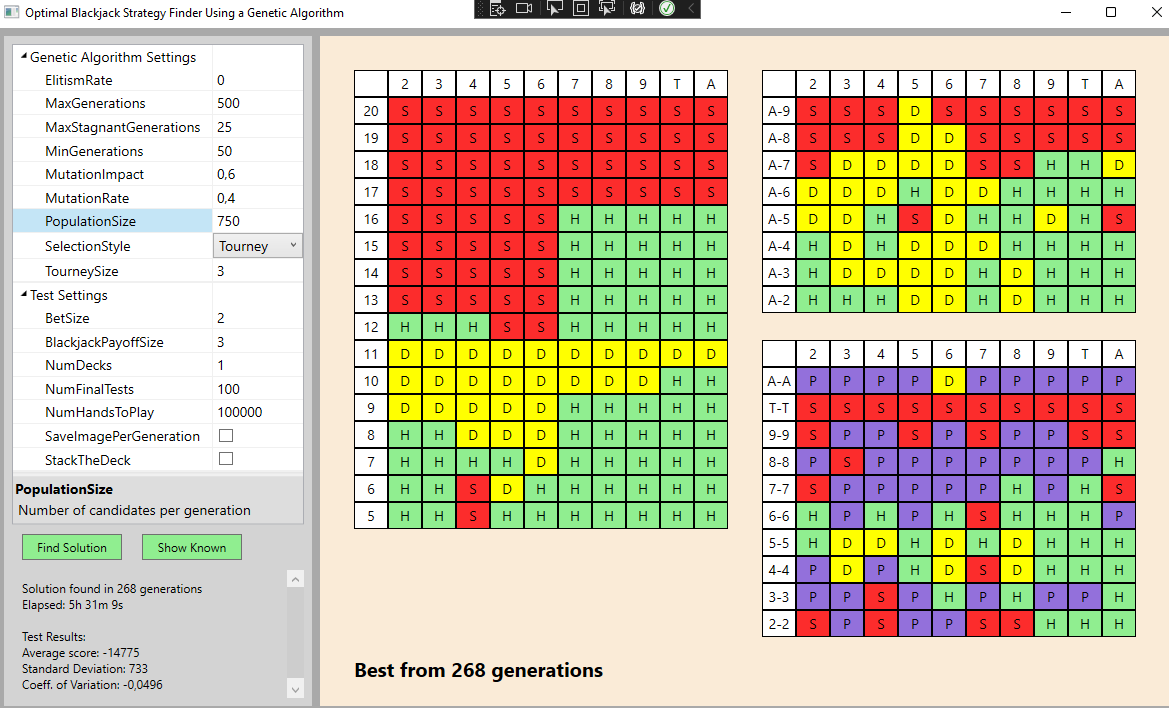 Optimal Blackjack Strategy Finder Using a Genetic Algorithm
Genetic Algorithm Settings
ElitismRate 0
MaxGenerations 500
MaxStagnantGenerations 25
MinGenerations 50
MutationImpact 0,6
MutationRate 0,4
PopulationSize 750
SelectionStyle Tourney
TourneySize 3
Test Settings
BetSize 2
BlackjackPayoffSize 3
NumDecks 1
NumFinalTests 100
NumHandsToPlay 100000
SaveImagePerGeneration
StackTheDeck
PopulationSize
Number of candidates per generation
Find Solution Show Known
Solution found in 268 generations
Elapsed: 5h 31m 9s
Test Results:
Average score: -14775
Standard Deviation: 733
Coeff. of Variation: -0,0496
2 3 4 5 6 7 8 9 T A
20 S S S S S S S S S S
19 S S S S S S S S S S
18 S S S S S S S S S S
17 S S S S S S S S S S
16 S S S S S H H H H H
15 S S S S S H H H H H
14 S S S S S H H H H H
13 S S S S S H H H H H
12 H H H S S H H H H H
11 D D D D D D D D D D
10 D D D D D D D D H H
9 D D D D D H H H H H
8 H H D D D H H H H H
7 H H H H D H H H H H
6 H H S D H H H H H H
5 H H S H H H H H H H
2 3 4 5 6 7 8 9 T A
A-9 S S S D S S S S S S
A-8 S S S D D S S S S S
A-7 S D D D D S S H H D
A-6 D D D H D D H H H H
A-5 D D H S D H H D H S
A-4 H D H D D D H H H H
A-3 H D D D D H D H H H
A-2 H H H D D H D H H H
2 3 4 5 6 7 8 9 T A
A-A P P P P D P P P P P
T-T S S S S S S S S S S
9-9 S P P S P S P P S S
8-8 P S P P P P P P P H
7-7 S P P P P P H P H S
6-6 H P H P H S H H H P
5-5 H D D H D H D H H H
4-4 P D P H D S D H H H
3-3 P P S P H P H P P H
2-2 S P S P P S S H H H
Best from 268 generations